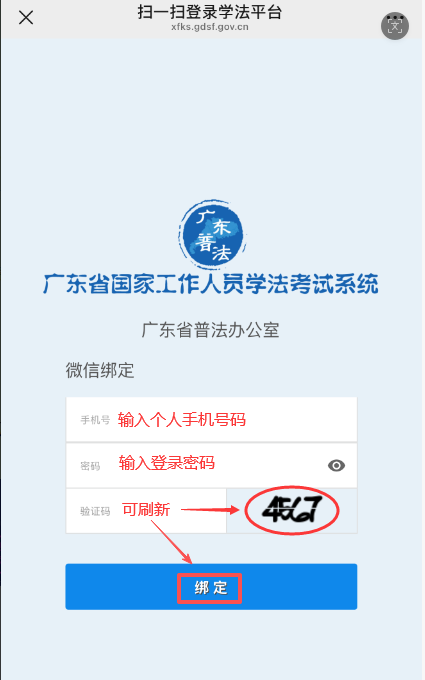 扫一扫登录学法平台
xfks.gdsf.gov.cn
广东
普法
广东省国家工作人员学法考试系统
广东省普法办公室
微信绑定
手机号 输入个人手机号码
密码 输入登录密码
验证码 可刷新
绑定